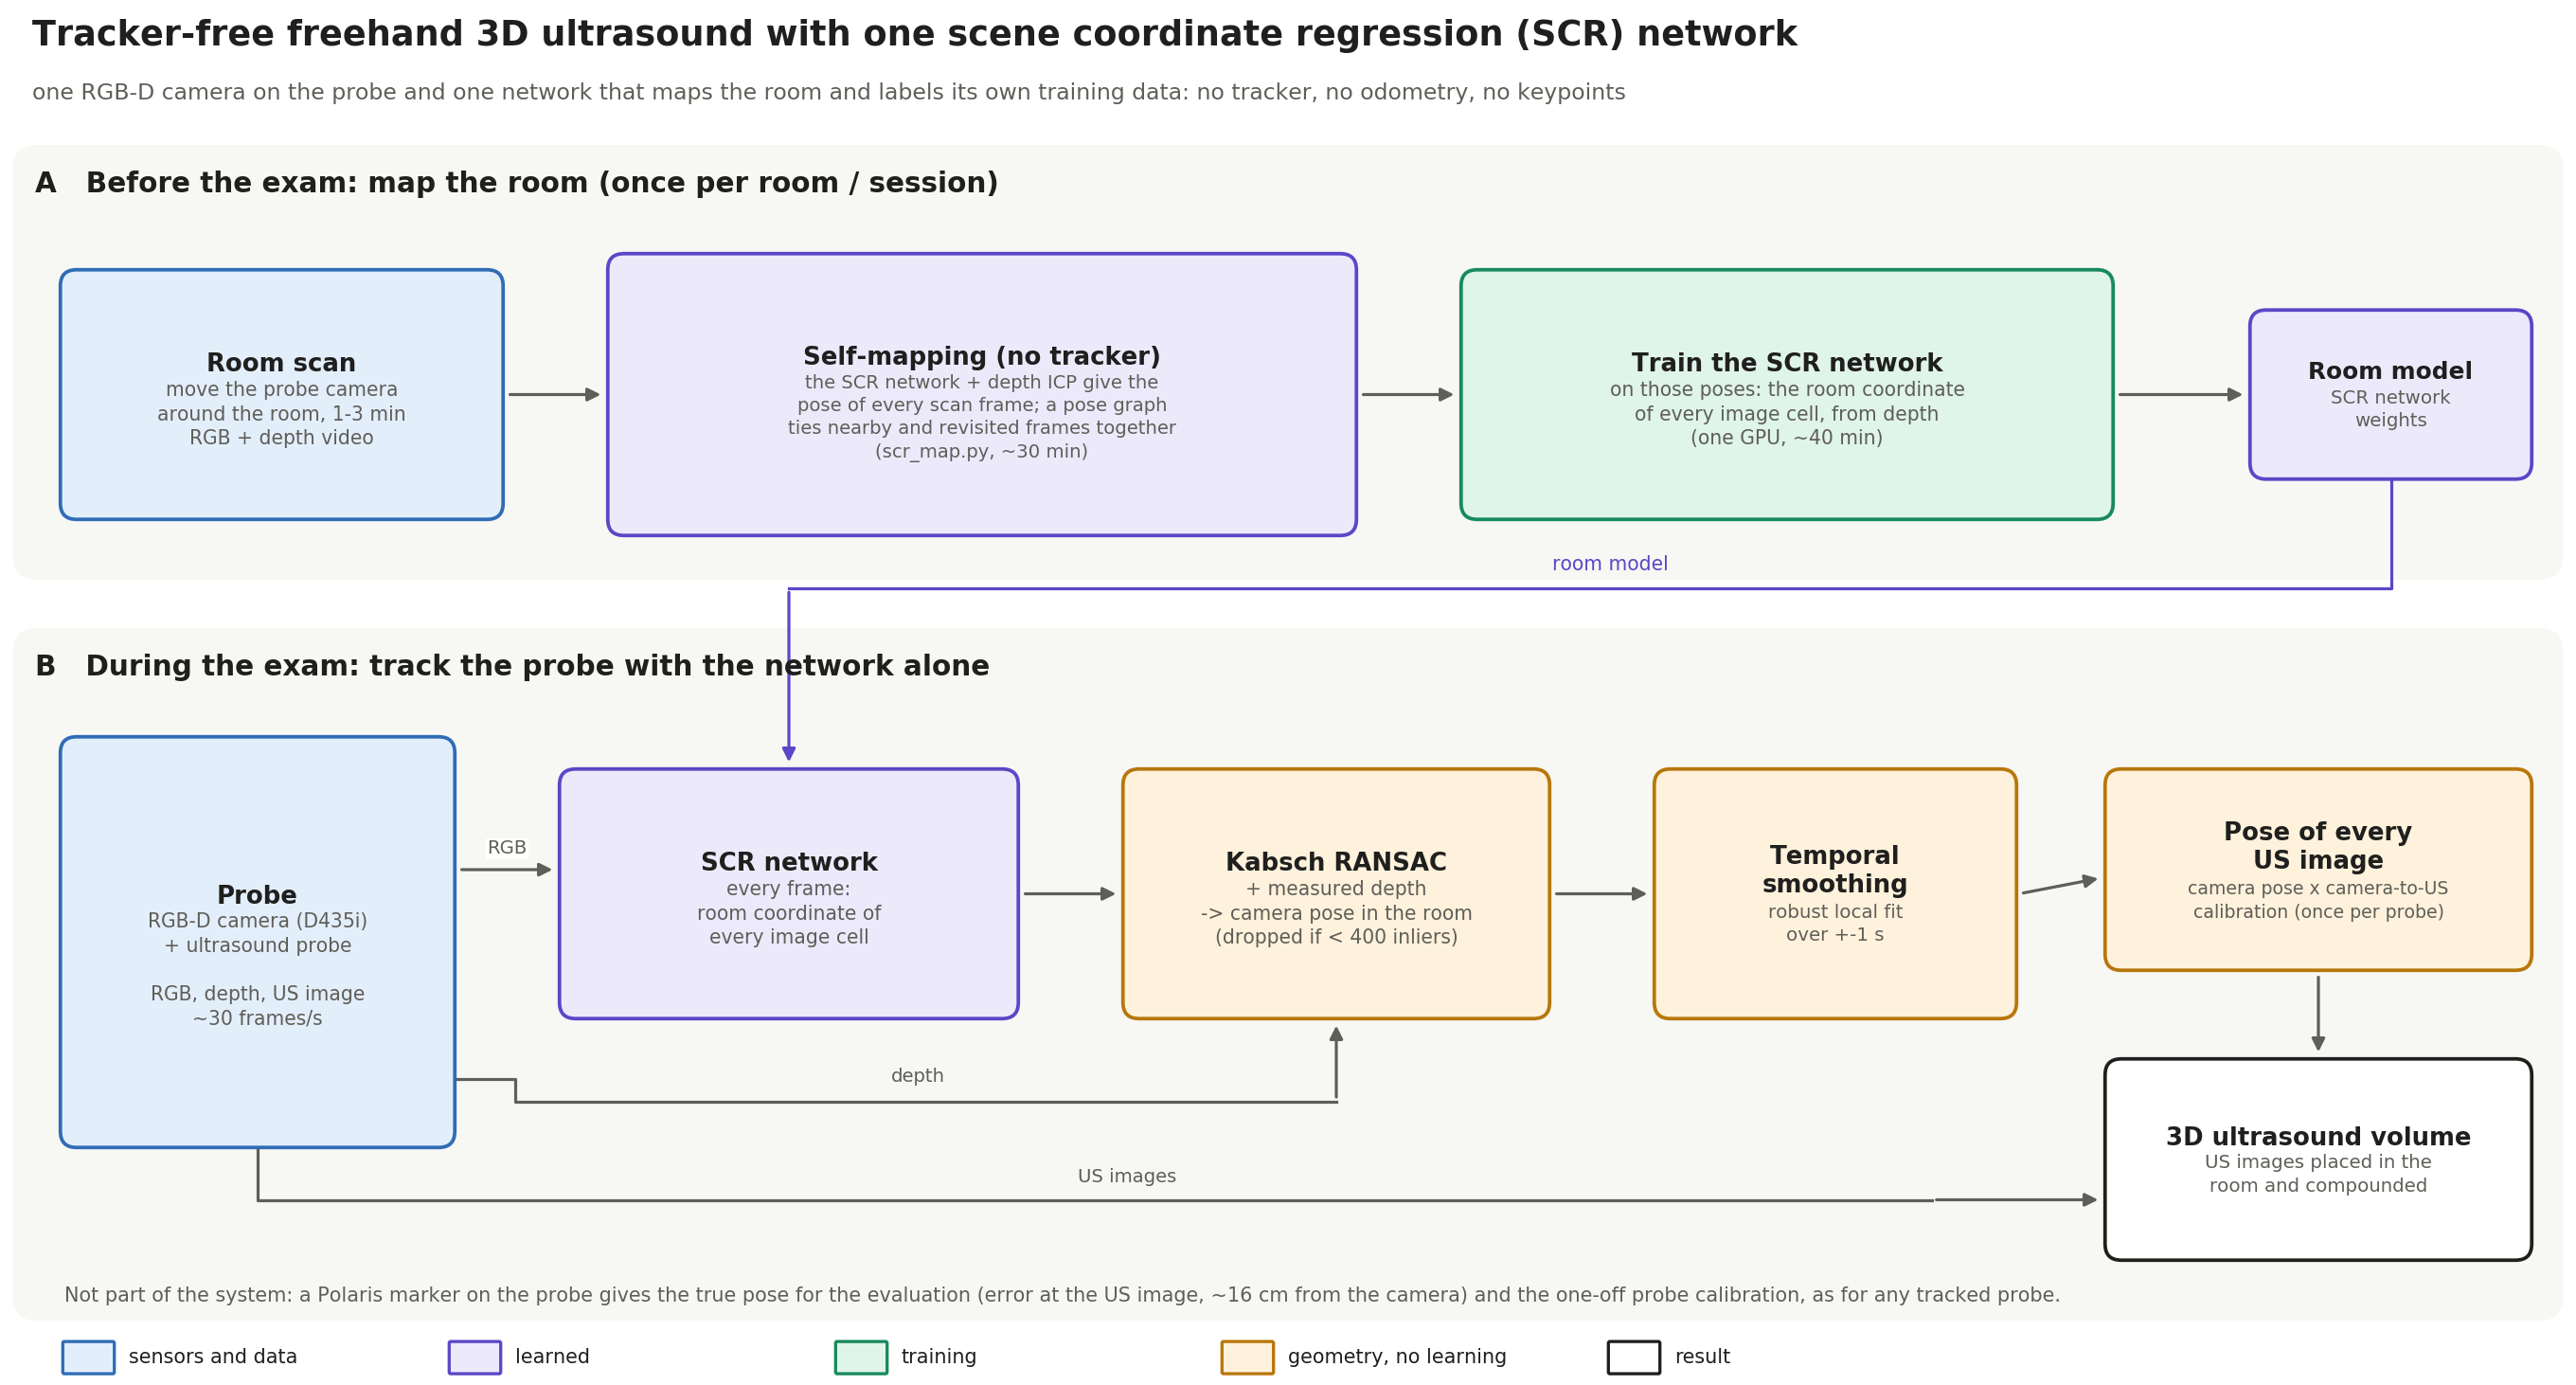 Tracker-free freehand 3D ultrasound with one scene coordinate regression (SCR) network
one RGB-D camera on the probe and one network that maps the room and labels its own training data: no tracker, no odometry, no keypoints
A Before the exam: map the room (once per room / session)
Room scan
move the probe camera
around the room, 1-3 min
RGB + depth video
Self-mapping (no tracker)
the SCR network + depth ICP give the
pose of every scan frame; a pose graph
ties nearby and revisited frames together
(scr_map.py, ~30 min)
Train the SCR network
on those poses: the room coordinate
of every image cell, from depth
(one GPU, ~40 min)
Room model
SCR network
weights
room model
B During the exam: track the probe with the network alone
Probe
RGB-D camera (D435i)
+ ultrasound probe
RGB, depth, US image
~30 frames/s
RGB
SCR network
every frame:
room coordinate of
every image cell
Kabsch RANSAC
+ measured depth
-> camera pose in the room
(dropped if < 400 inliers)
Temporal
smoothing
robust local fit
over +-1 s
Pose of every
US image
camera pose x camera-to-US
calibration (once per probe)
depth
US images
3D ultrasound volume
US images placed in the
room and compounded
Not part of the system: a Polaris marker on the probe gives the true pose for the evaluation (error at the US image, ~16 cm from the camera) and the one-off probe calibration, as for any tracked probe.
sensors and data
learned
training
geometry, no learning
result